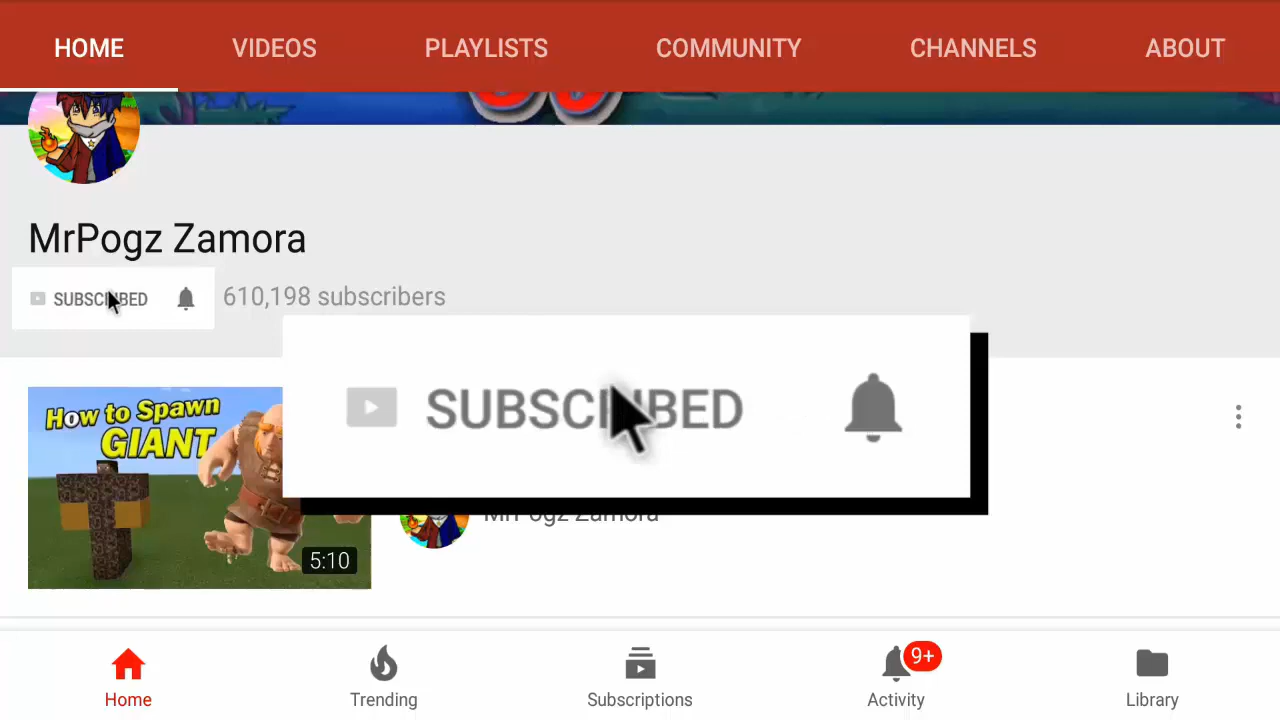 HOME VIDEOS PLAYLISTS COMMUNITY CHANNELS ABOUT
MrPogz Zamora
SUBSCRIBED 610,198 subscribers
SUBSCRIBED
How to Spawn
GIANT
MrPogz Zamora
5:10
Home Trending Subscriptions 9+ Activity Library